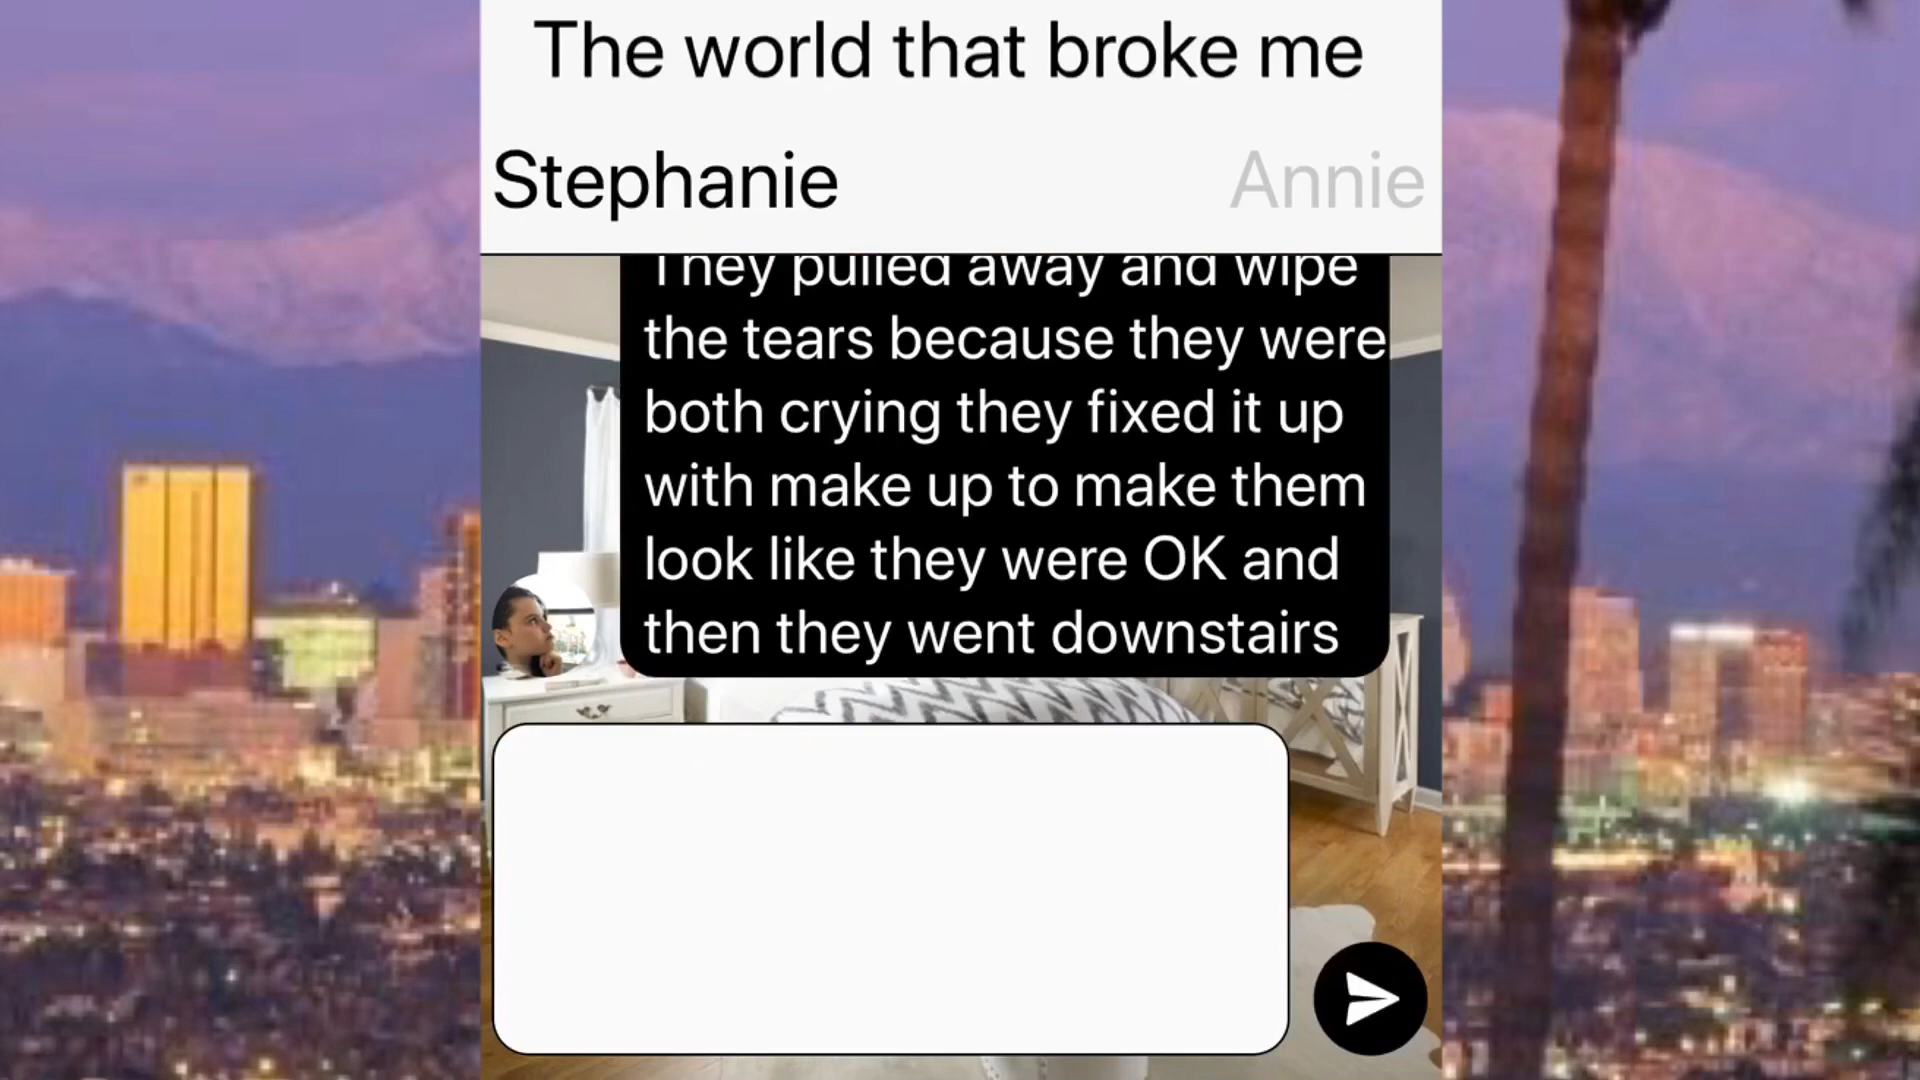 The world that broke me
Stephanie
Annie
They pulled away and wipe
the tears because they were
both crying they fixed it up
with make up to make them
look like they were OK and
then they went downstairs